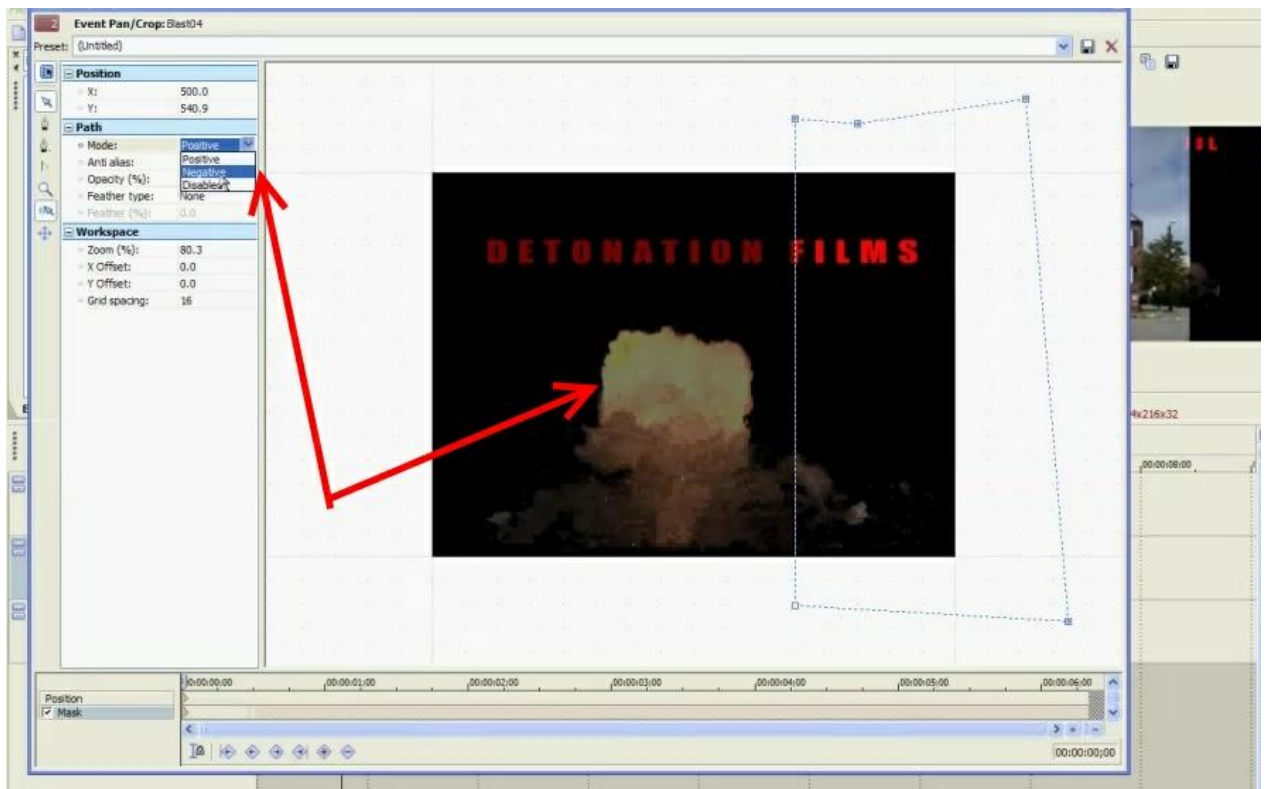 Event Pan/Crop: Blast04
Preset: (Untitled)
Position
X: 500.0
Y: 540.9
Path
Mode: Positive
Anti alias: Positive
Opacity (%): Negative
Disabled
Feather type: None
Feather (%): 0.0
Workspace
Zoom (%): 80.3
X Offset: 0.0
Y Offset: 0.0
Grid spacing: 16
DETONATION FILMS
IL
4x216x32
00:00:08:00
00:00:00:00 00:00:01:00 00:00:02:00 00:00:03:00 00:00:04:00 00:00:05:00 00:00:06:00
Position
Mask
00:00:00;00